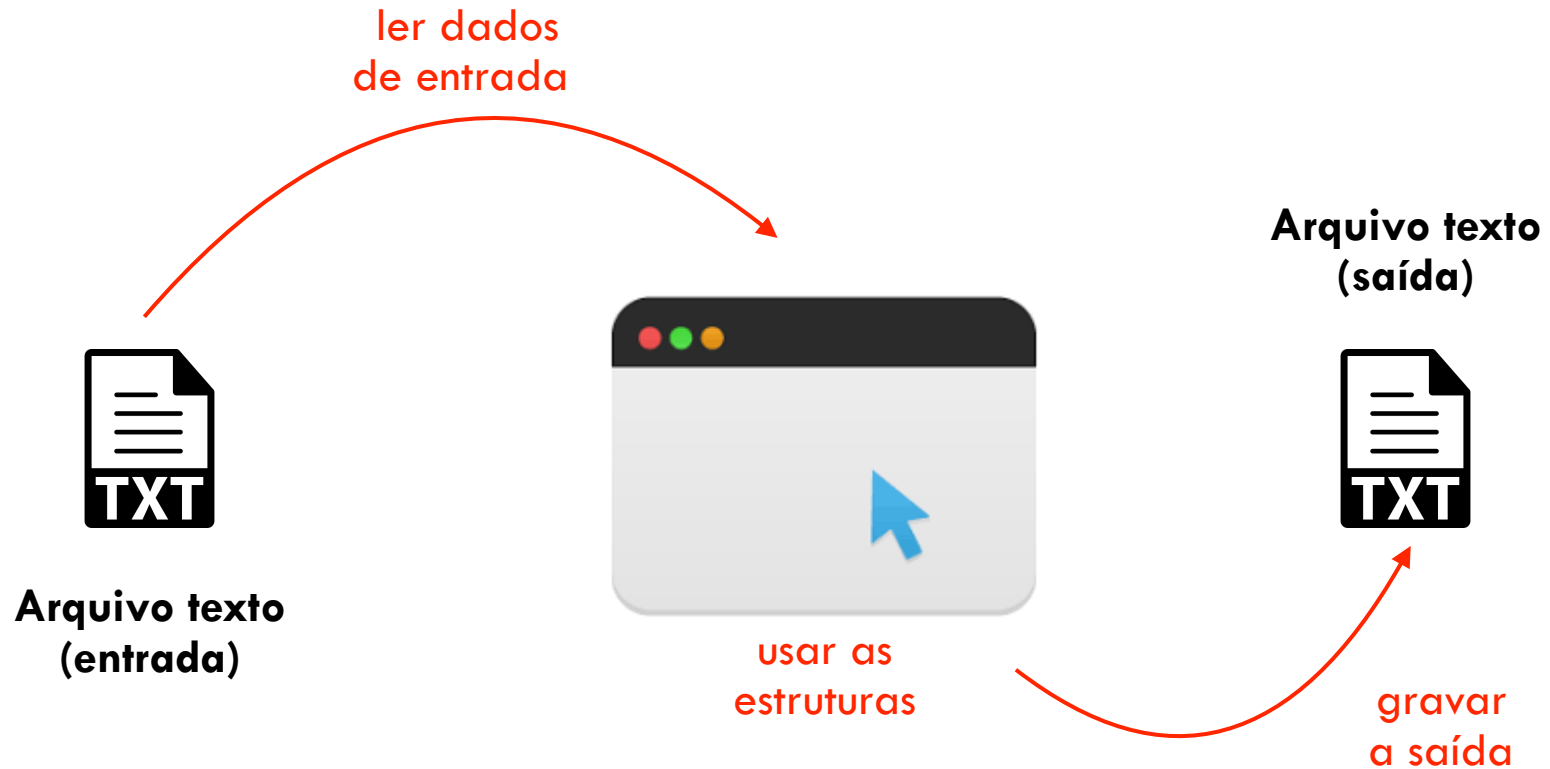 ler dados
de entrada
TXT
Arquivo texto
(entrada)
usar as
estruturas
Arquivo texto
(saída)
TXT
gravar
a saída